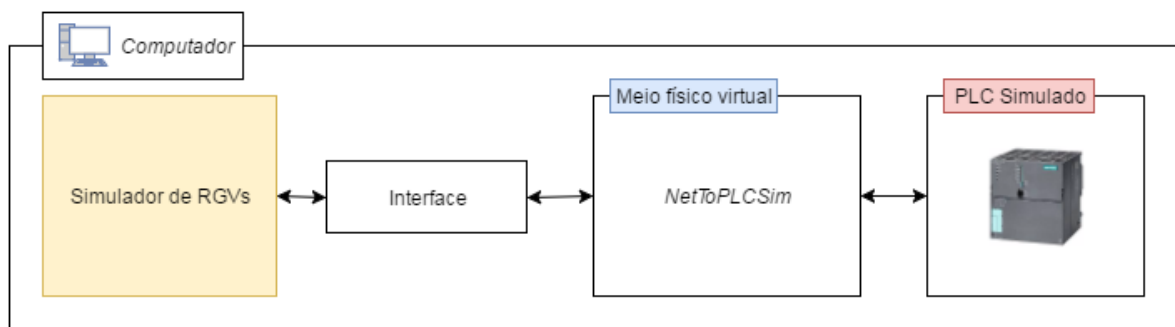 Computador
Meio físico virtual
PLC Simulado
Simulador de RGVs
Interface
NetToPLCSim